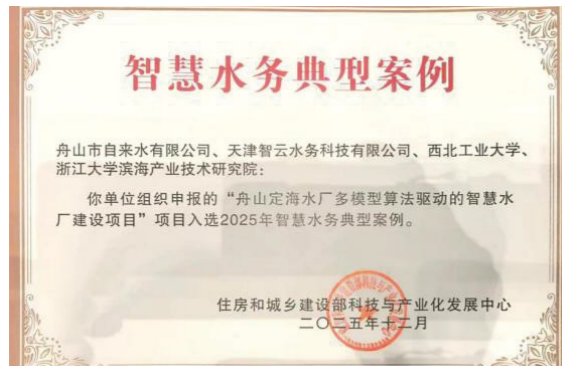 智慧水务典型案例
舟山市自来水有限公司、天津智云水务科技有限公司、西北工业大学、
浙江大学滨海产业技术研究院：
你单位组织申报的“舟山定海水厂多模型算法驱动的智慧水
厂建设项目”项目入选2025年智慧水务典型案例。
住房和城乡建设部科技与产业化发展中心
二〇二五年十二月